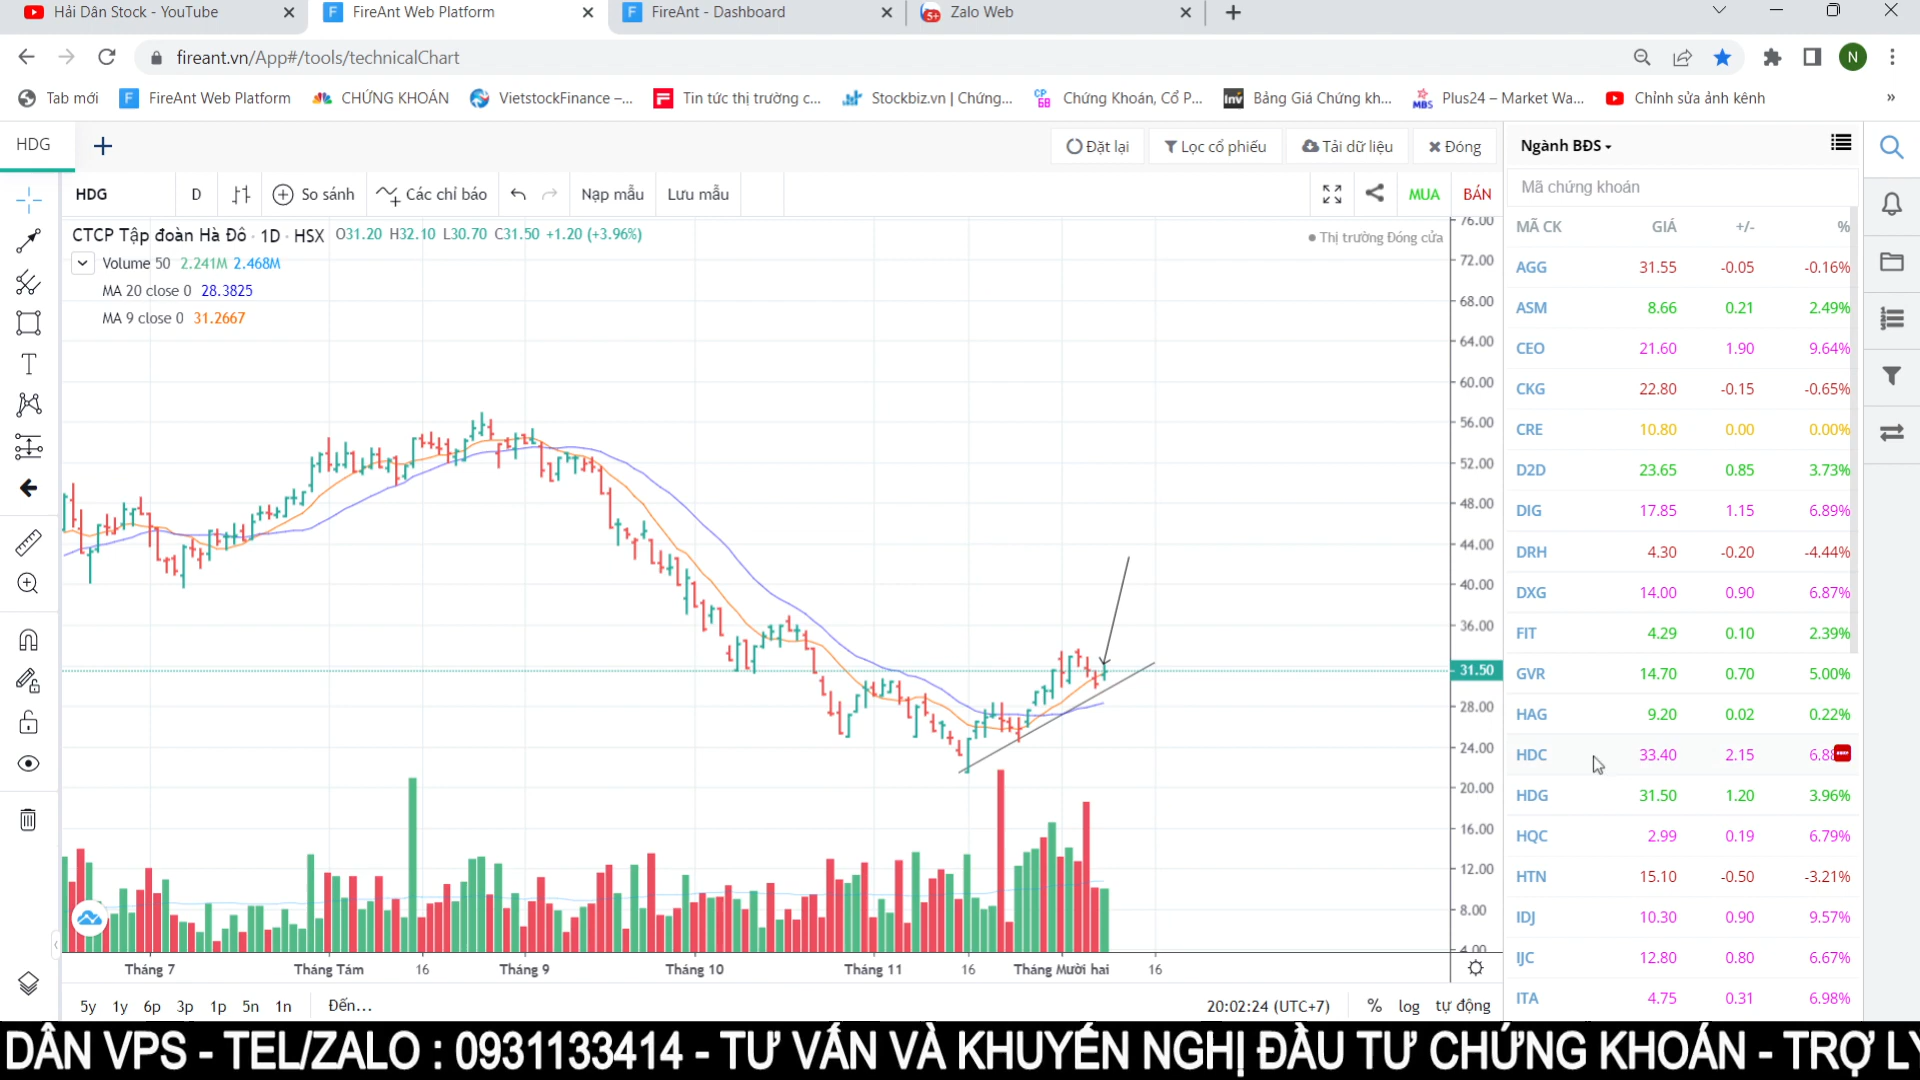 Hải Dân Stock - YouTube
FireAnt Web Platform
FireAnt - Dashboard
5+ Zalo Web
fireant.vn/App#/tools/technicalChart
N
Tab mới
FireAnt Web Platform
CHỨNG KHOÁN
VietstockFinance –...
Tin tức thị trường c...
Stockbiz.vn | Chứng...
CP 68 Chứng Khoán, Cổ P...
Inv Bảng Giá Chứng kh...
MBS Plus24 – Market Wa...
Chỉnh sửa ảnh kênh
»
HDG
Đặt lại
Lọc cổ phiếu
Tải dữ liệu
Đóng
HDG
D
So sánh
Các chỉ báo
Nạp mẫu
Lưu mẫu
MUA
BÁN
CTCP Tập đoàn Hà Đô · 1D · HSX O31.20 H32.10 L30.70 C31.50 +1.20 (+3.96%)
Thị trường Đóng cửa
Volume 50 2.241M 2.468M
MA 20 close 0 28.3825
MA 9 close 0 31.2667
76.00
72.00
68.00
64.00
60.00
56.00
52.00
48.00
44.00
40.00
36.00
31.50
28.00
24.00
20.00
16.00
12.00
8.00
4.00
Tháng 7
Tháng Tám
16
Tháng 9
Tháng 10
Tháng 11
16
Tháng Mười hai
16
5y 1y 6p 3p 1p 5n 1n
Đến...
20:02:24 (UTC+7)
% log tự động
Ngành BĐS
Mã chứng khoán
MÃ CK GIÁ +/- %
AGG 31.55 -0.05 -0.16%
ASM 8.66 0.21 2.49%
CEO 21.60 1.90 9.64%
CKG 22.80 -0.15 -0.65%
CRE 10.80 0.00 0.00%
D2D 23.65 0.85 3.73%
DIG 17.85 1.15 6.89%
DRH 4.30 -0.20 -4.44%
DXG 14.00 0.90 6.87%
FIT 4.29 0.10 2.39%
GVR 14.70 0.70 5.00%
HAG 9.20 0.02 0.22%
HDC 33.40 2.15 6.88
HDG 31.50 1.20 3.96%
HQC 2.99 0.19 6.79%
HTN 15.10 -0.50 -3.21%
IDJ 10.30 0.90 9.57%
IJC 12.80 0.80 6.67%
ITA 4.75 0.31 6.98%
DÂN VPS - TEL/ZALO : 0931133414 - TƯ VẤN VÀ KHUYẾN NGHỊ ĐẦU TƯ CHỨNG KHOÁN - TRỢ LÝ